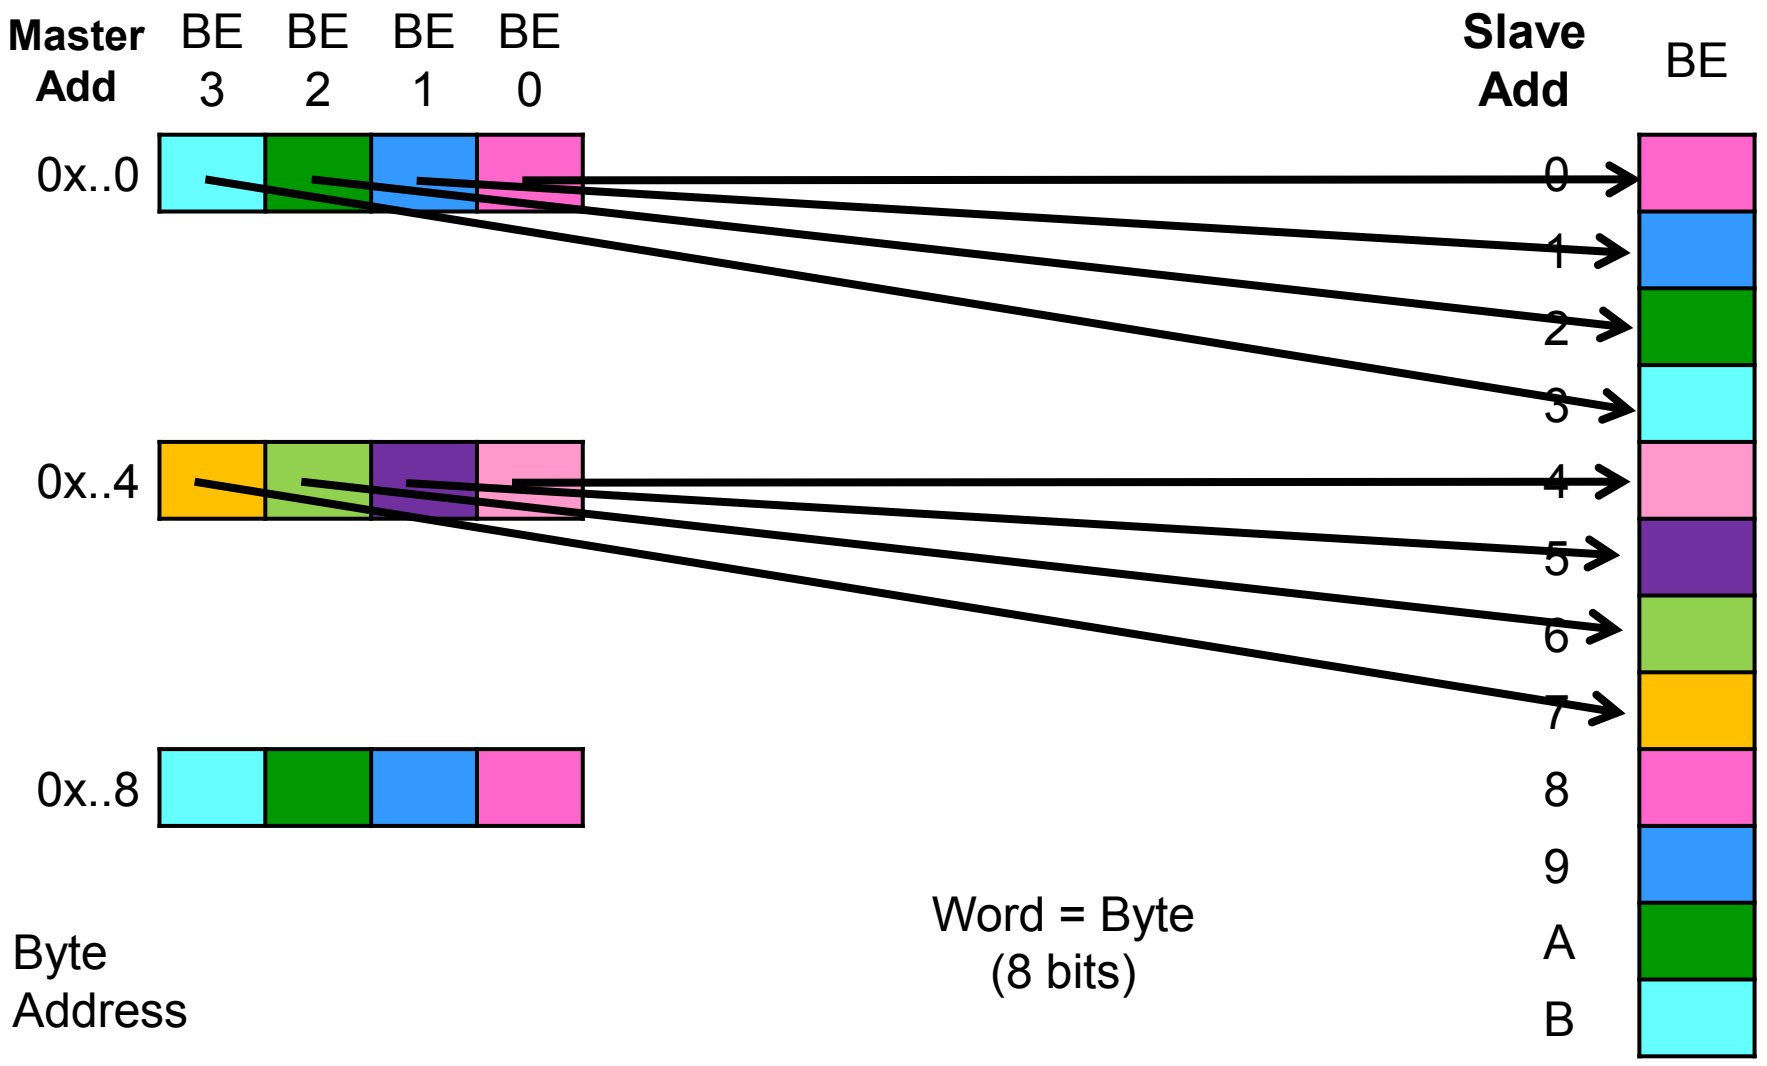 Master Add
BE 3
BE 2
BE 1
BE 0
Slave Add
BE
0x..0
0
1
2
3
0x..4
4
5
6
7
0x..8
8
9
A
B
Word = Byte
(8 bits)
Byte
Address